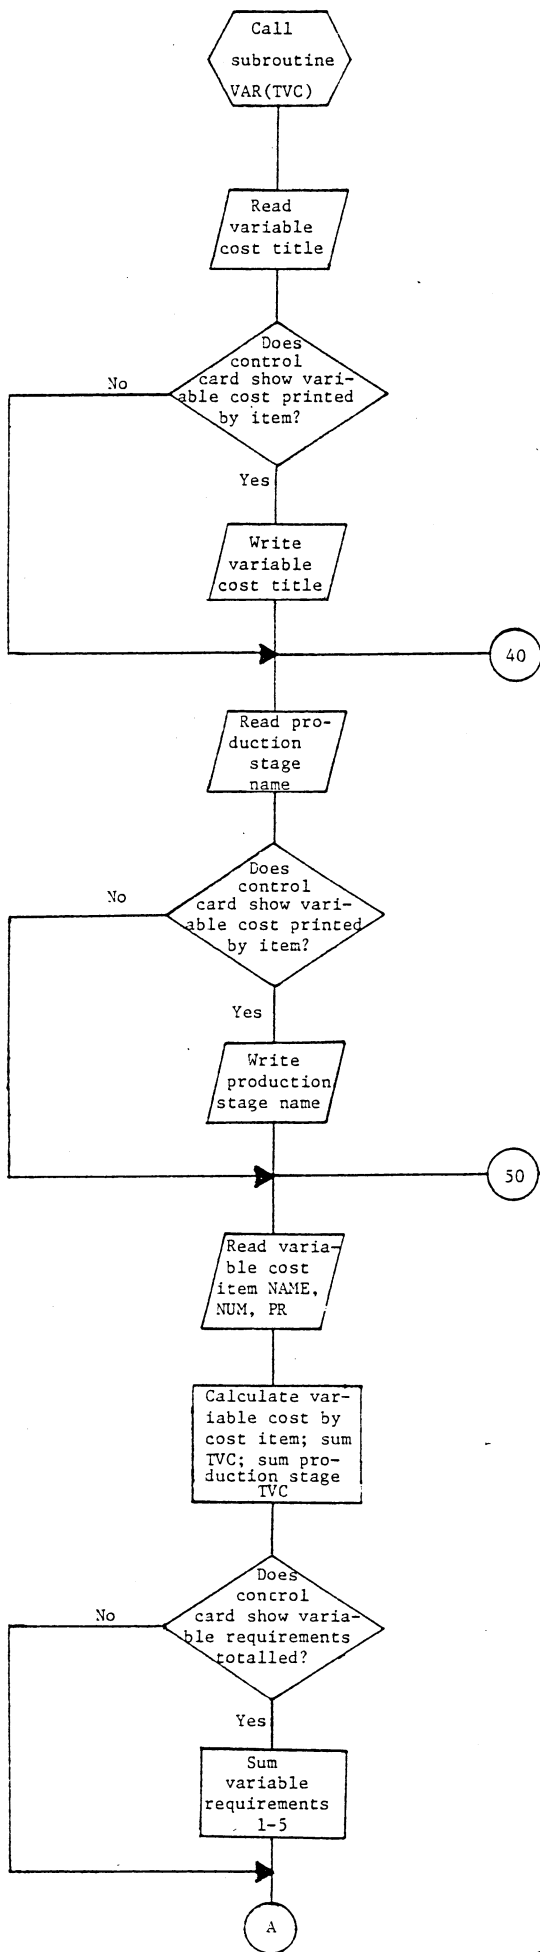 Call
subroutine
VAR(TVC)
Read
variable
cost title
Does
control
card show vari-
able cost printed
by item?
No
Yes
Write
variable
cost title
40
Read pro-
duction
stage
name
Does
control
card show vari-
able cost printed
by item?
No
Yes
Write
production
stage name
50
Read varia-
ble cost
item NAME,
NUM, PR
Calculate var-
iable cost by
cost item; sum
TVC; sum pro-
duction stage
TVC
Does
control
card show varia-
ble requirements
totalled?
No
Yes
Sum
variable
requirements
1-5
A